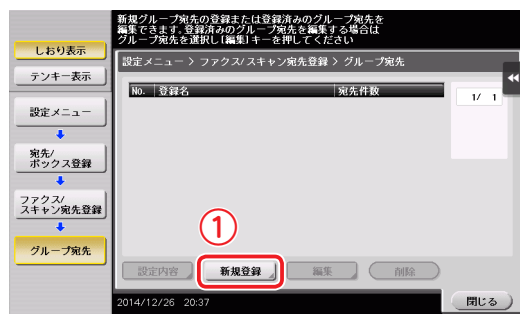 新規グループ宛先の登録または登録済みのグループ宛先を
編集できます。登録済みのグループ宛先を編集する場合は
グループ宛先を選択し[編集]キーを押してください
しおり表示
テンキー表示
設定メニュー
宛先/
ボックス登録
ファクス/
スキャン宛先登録
グループ宛先
設定メニュー > ファクス/スキャン宛先登録 > グループ宛先
No. 登録名 宛先件数
1/ 1
①
設定内容 新規登録 編集 削除
2014/12/26 20:37
閉じる